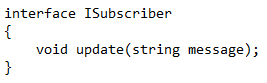 interface ISubscriber
{
    void update(string message);
}